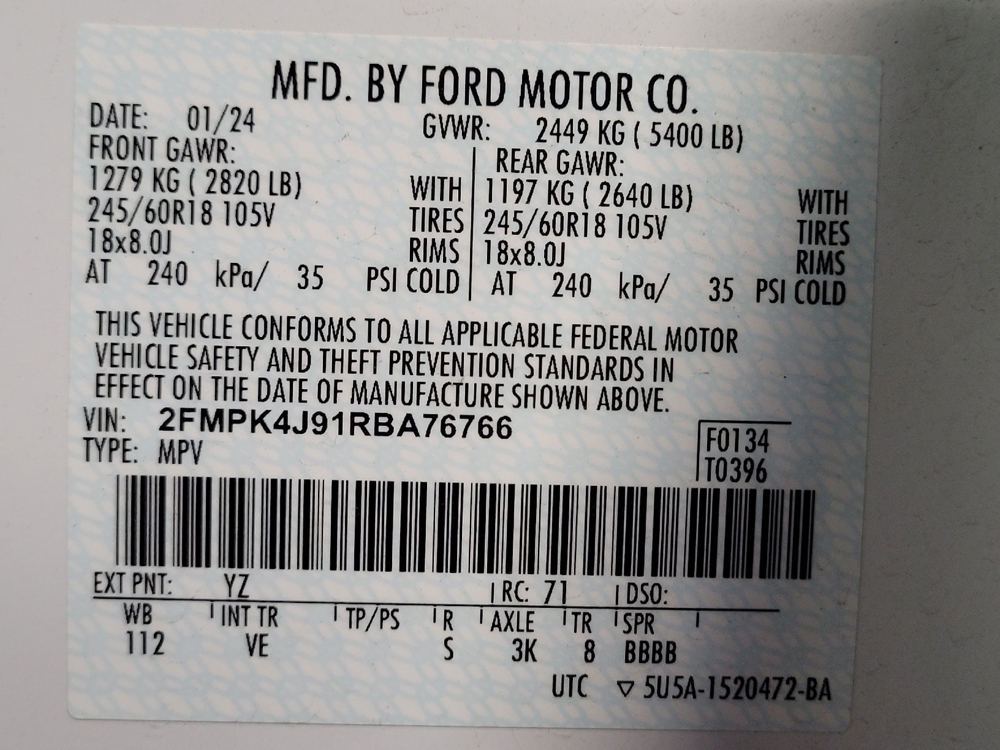 MFD. BY FORD MOTOR CO.
DATE: 01/24 GVWR: 2449 KG ( 5400 LB)
FRONT GAWR: REAR GAWR:
1279 KG ( 2820 LB) WITH 1197 KG ( 2640 LB) WITH
245/60R18 105V TIRES 245/60R18 105V TIRES
18x8.0J RIMS 18x8.0J RIMS
AT 240 kPa/ 35 PSI COLD AT 240 kPa/ 35 PSI COLD
THIS VEHICLE CONFORMS TO ALL APPLICABLE FEDERAL MOTOR
VEHICLE SAFETY AND THEFT PREVENTION STANDARDS IN
EFFECT ON THE DATE OF MANUFACTURE SHOWN ABOVE.
VIN: 2FMPK4J91RBA76766 F0134
TYPE: MPV T0396
EXT PNT: YZ RC: 71 DSO:
WB INT TR TP/PS R AXLE TR SPR
112 VE S 3K 8 BBBB
UTC ▽ 5U5A-1520472-BA